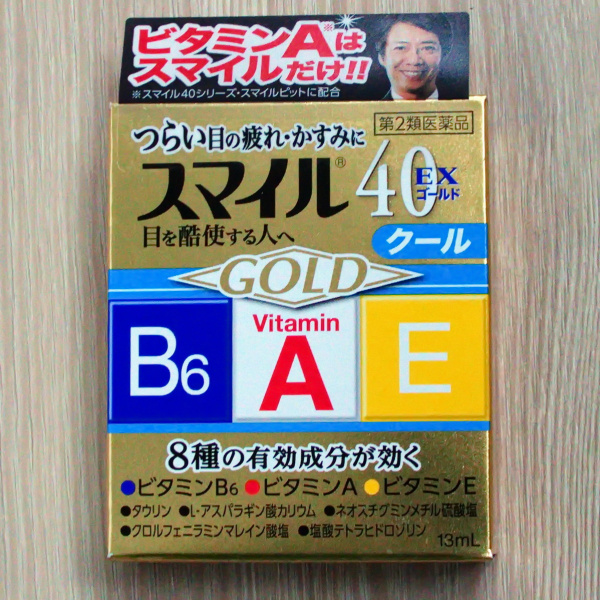 ビタミンAは※
スマイルだけ!!
※スマイル40シリーズ・スマイルピットに配合
第2類医薬品
つらい目の疲れ・かすみに
スマイル® 40 EX
ゴールド
目を酷使する人へ
クール
GOLD
B6 Vitamin A E
8種の有効成分が効く
●ビタミンB6 ●ビタミンA ●ビタミンE
●タウリン ●L-アスパラギン酸カリウム ●ネオスチグミンメチル硫酸塩
●クロルフェニラミンマレイン酸塩 ●塩酸テトラヒドロゾリン
13mL